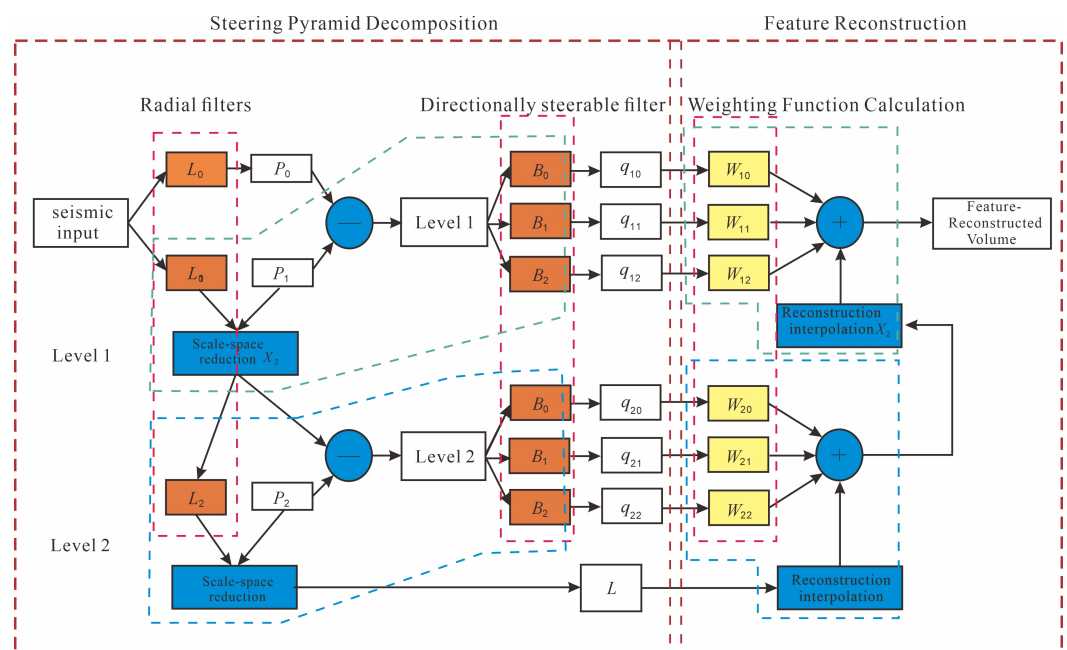 Steering Pyramid Decomposition
Feature Reconstruction
Radial filters
Directionally steerable filter
Weighting Function Calculation
L₀
P₀
B₀
q₁₀
W₁₀
seismic
input
—
Level 1
B₁
q₁₁
W₁₁
+
Feature-
Reconstructed
Volume
P₁
B₂
q₁₂
W₁₂
Level 1
Scale-space
reduction X₂
Reconstruction
interpolation X₂
B₀
q₂₀
W₂₀
—
Level 2
B₁
q₂₁
W₂₁
+
L₂
P₂
B₂
q₂₂
W₂₂
Level 2
Scale-space
reduction
L
Reconstruction
interpolation